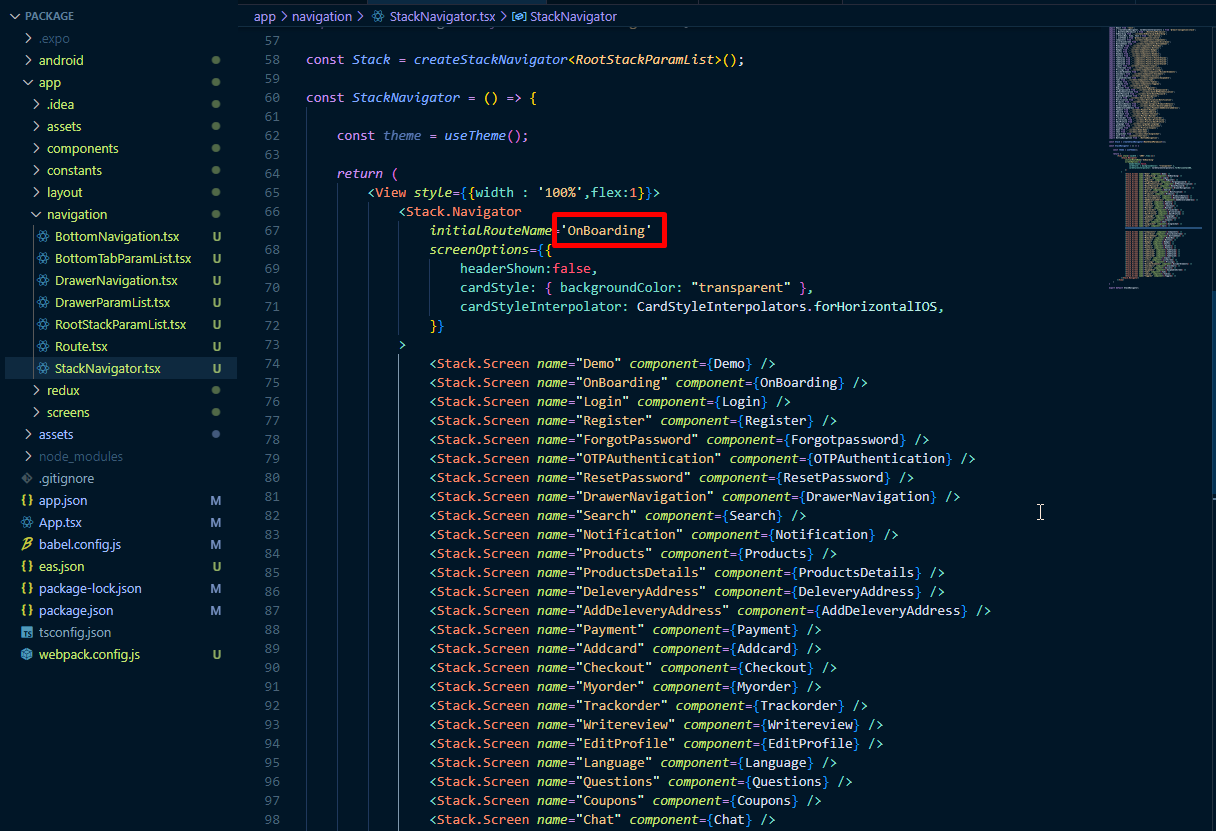 PACKAGE
.expo
android
app
.idea
assets
components
constants
layout
navigation
BottomNavigation.tsx U
BottomTabParamList.tsx U
DrawerNavigation.tsx U
DrawerParamList.tsx U
RootStackParamList.tsx U
Route.tsx U
StackNavigator.tsx U
redux
screens
assets
node_modules
.gitignore
app.json M
App.tsx M
babel.config.js M
eas.json U
package-lock.json M
package.json M
tsconfig.json
webpack.config.js U
app > navigation > StackNavigator.tsx > StackNavigator
57
58 const Stack = createStackNavigator<RootStackParamList>();
59
60 const StackNavigator = () => {
61
62 const theme = useTheme();
63
64 return (
65 <View style={{width : '100%',flex:1}}>
66 <Stack.Navigator
67 initialRouteName='OnBoarding'
68 screenOptions={{
69 headerShown:false,
70 cardStyle: { backgroundColor: "transparent" },
71 cardStyleInterpolator: CardStyleInterpolators.forHorizontalIOS,
72 }}
73 >
74 <Stack.Screen name="Demo" component={Demo} />
75 <Stack.Screen name="OnBoarding" component={OnBoarding} />
76 <Stack.Screen name="Login" component={Login} />
77 <Stack.Screen name="Register" component={Register} />
78 <Stack.Screen name="ForgotPassword" component={Forgotpassword} />
79 <Stack.Screen name="OTPAuthentication" component={OTPAuthentication} />
80 <Stack.Screen name="ResetPassword" component={ResetPassword} />
81 <Stack.Screen name="DrawerNavigation" component={DrawerNavigation} />
82 <Stack.Screen name="Search" component={Search} />
83 <Stack.Screen name="Notification" component={Notification} />
84 <Stack.Screen name="Products" component={Products} />
85 <Stack.Screen name="ProductsDetails" component={ProductsDetails} />
86 <Stack.Screen name="DeleveryAddress" component={DeleveryAddress} />
87 <Stack.Screen name="AddDeleveryAddress" component={AddDeleveryAddress} />
88 <Stack.Screen name="Payment" component={Payment} />
89 <Stack.Screen name="Addcard" component={Addcard} />
90 <Stack.Screen name="Checkout" component={Checkout} />
91 <Stack.Screen name="Myorder" component={Myorder} />
92 <Stack.Screen name="Trackorder" component={Trackorder} />
93 <Stack.Screen name="Writereview" component={Writereview} />
94 <Stack.Screen name="EditProfile" component={EditProfile} />
95 <Stack.Screen name="Language" component={Language} />
96 <Stack.Screen name="Questions" component={Questions} />
97 <Stack.Screen name="Coupons" component={Coupons} />
98 <Stack.Screen name="Chat" component={Chat} />